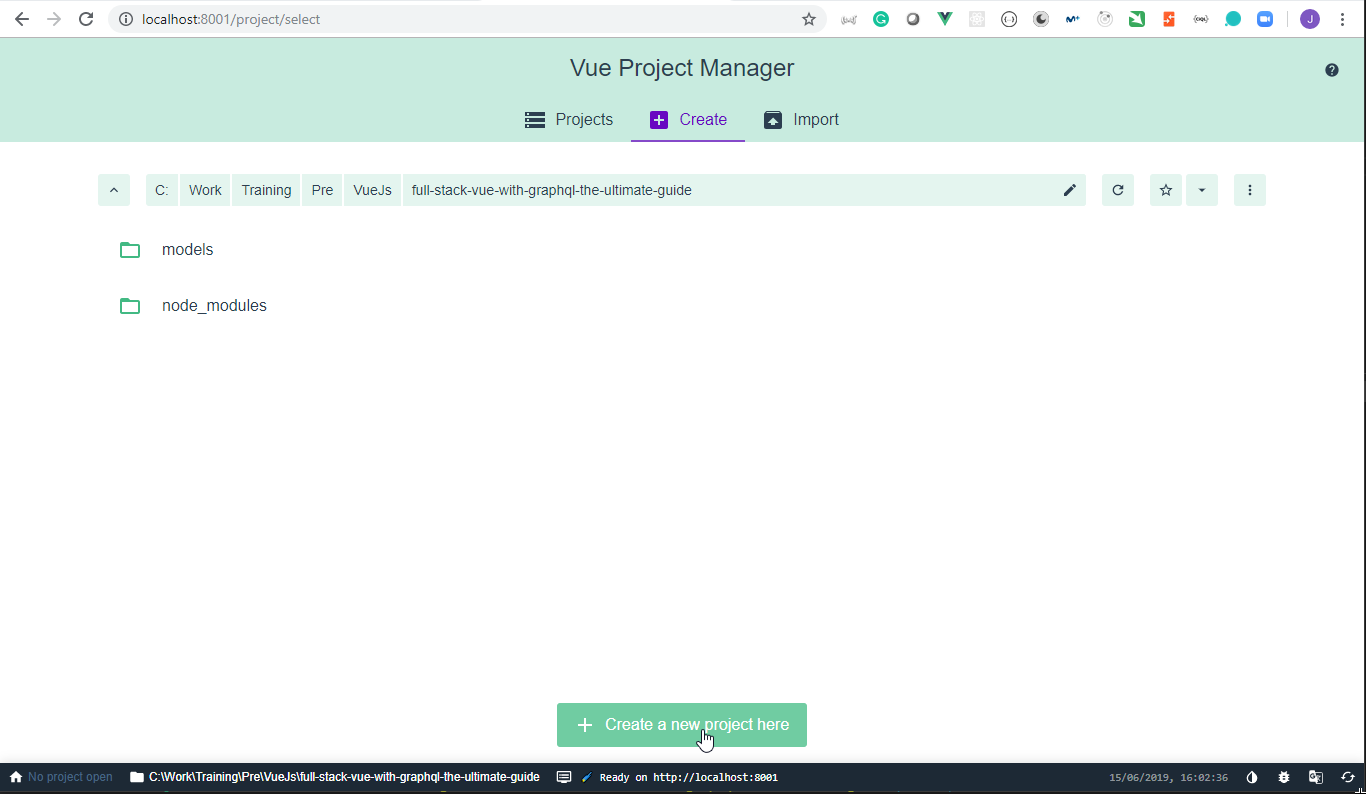 localhost:8001/project/select
J
Vue Project Manager
Projects
Create
Import
C:
Work
Training
Pre
VueJs
full-stack-vue-with-graphql-the-ultimate-guide
models
node_modules
Create a new project here
No project open
C:\Work\Training\Pre\VueJs\full-stack-vue-with-graphql-the-ultimate-guide
Ready on http://localhost:8001
15/06/2019, 16:02:36